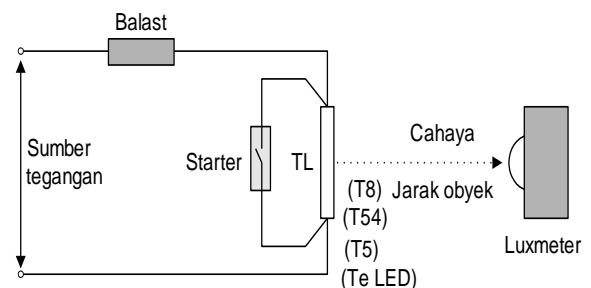 Balast
Sumber
tegangan
Starter
TL
Cahaya
(T8)
Jarak obyek
(T54)
(T5)
(Te LED)
Luxmeter